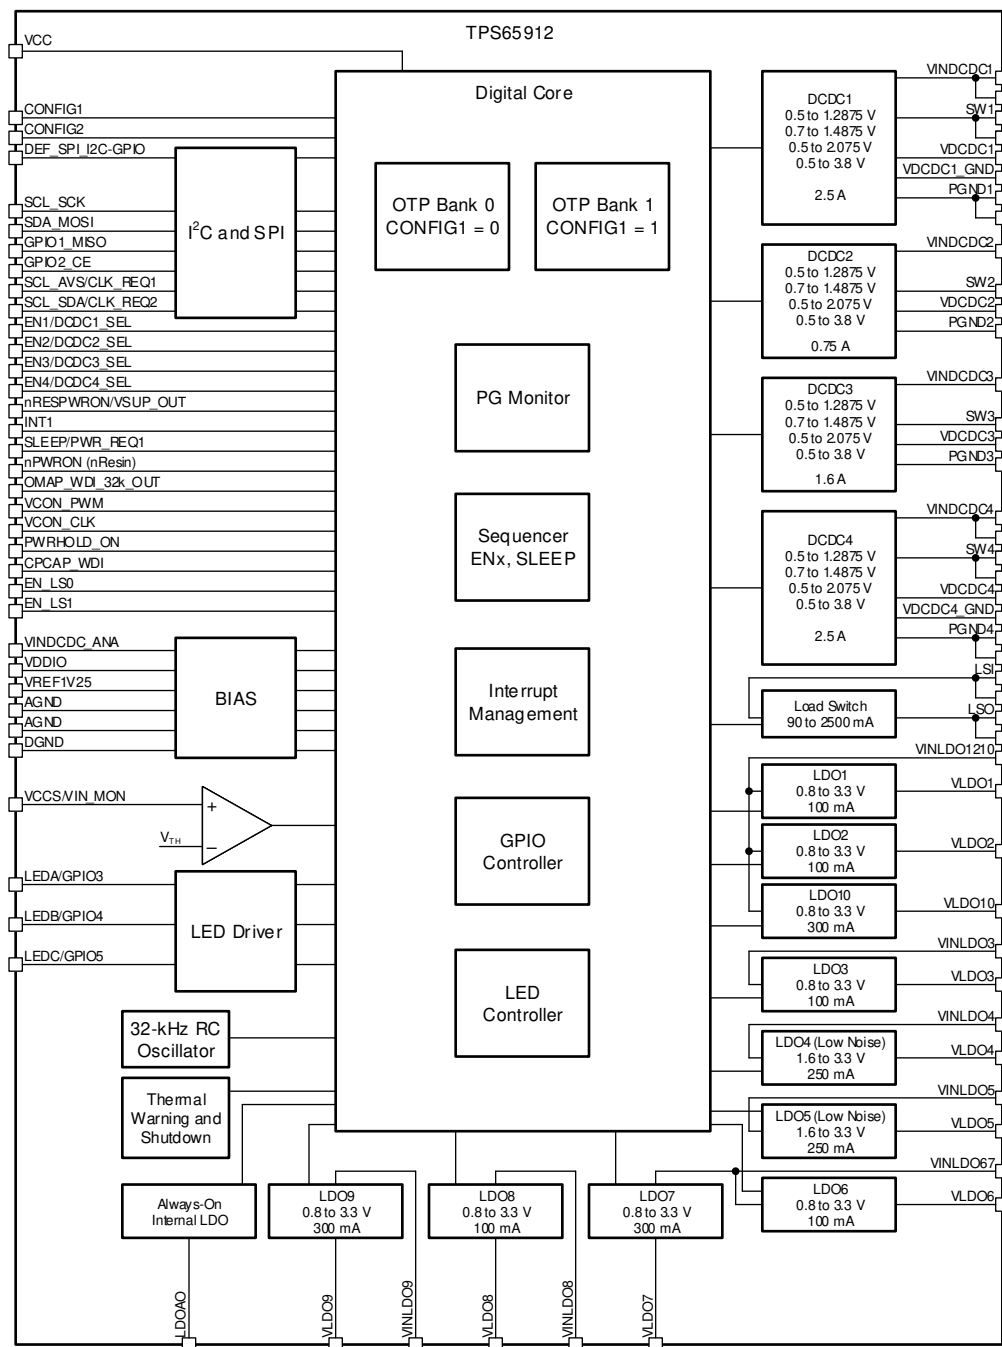 TPS65912
VCC
CONFIG1
CONFIG2
DEF_SPI_I2C-GPIO
SCL_SCK
SDA_MOSI
GPIO1_MISO
GPIO2_CE
SCL_AVS/CLK_REQ1
SCL_SDA/CLK_REQ2
EN1/DCDC1_SEL
EN2/DCDC2_SEL
EN3/DCDC3_SEL
EN4/DCDC4_SEL
nRESPWRON/VSUP_OUT
INT1
SLEEP/PWR_REQ1
nPWRON (nResin)
OMAP_WDI_32k_OUT
VCON_PWM
VCON_CLK
PWRHOLD_ON
CPCAP_WDI
EN_LS0
EN_LS1
VINDCDC_ANA
VDDIO
VREF1V25
AGND
AGND
DGND
VCCS/VIN_MON
VTH
+
−
LEDA/GPIO3
LEDB/GPIO4
LEDC/GPIO5
I²C and SPI
BIAS
LED Driver
32-kHz RC
Oscillator
Thermal
Warning and
Shutdown
Always-On
Internal LDO
Digital Core
OTP Bank 0
CONFIG1 = 0
OTP Bank 1
CONFIG1 = 1
PG Monitor
Sequencer
ENx, SLEEP
Interrupt
Management
GPIO
Controller
LED
Controller
DCDC1
0.5 to 1.2875 V
0.7 to 1.4875 V
0.5 to 2.075 V
0.5 to 3.8 V
2.5 A
VINDCDC1
SW1
VDCDC1
VDCDC1_GND
PGND1
DCDC2
0.5 to 1.2875 V
0.7 to 1.4875 V
0.5 to 2.075 V
0.5 to 3.8 V
0.75 A
VINDCDC2
SW2
VDCDC2
PGND2
DCDC3
0.5 to 1.2875 V
0.7 to 1.4875 V
0.5 to 2.075 V
0.5 to 3.8 V
1.6 A
VINDCDC3
SW3
VDCDC3
PGND3
DCDC4
0.5 to 1.2875 V
0.7 to 1.4875 V
0.5 to 2.075 V
0.5 to 3.8 V
2.5 A
VINDCDC4
SW4
VDCDC4
VDCDC4_GND
PGND4
LSI
Load Switch
90 to 2500 mA
LSO
VINLDO1210
LDO1
0.8 to 3.3 V
100 mA
VLDO1
LDO2
0.8 to 3.3 V
100 mA
VLDO2
LDO10
0.8 to 3.3 V
300 mA
VLDO10
VINLDO3
LDO3
0.8 to 3.3 V
100 mA
VLDO3
VINLDO4
LDO4 (Low Noise)
1.6 to 3.3 V
250 mA
VLDO4
VINLDO5
LDO5 (Low Noise)
1.6 to 3.3 V
250 mA
VLDO5
VINLDO67
LDO6
0.8 to 3.3 V
100 mA
VLDO6
LDO9
0.8 to 3.3 V
300 mA
LDO8
0.8 to 3.3 V
100 mA
LDO7
0.8 to 3.3 V
300 mA
LDOAO
VLDO9
VINLDO9
VLDO8
VINLDO8
VLDO7